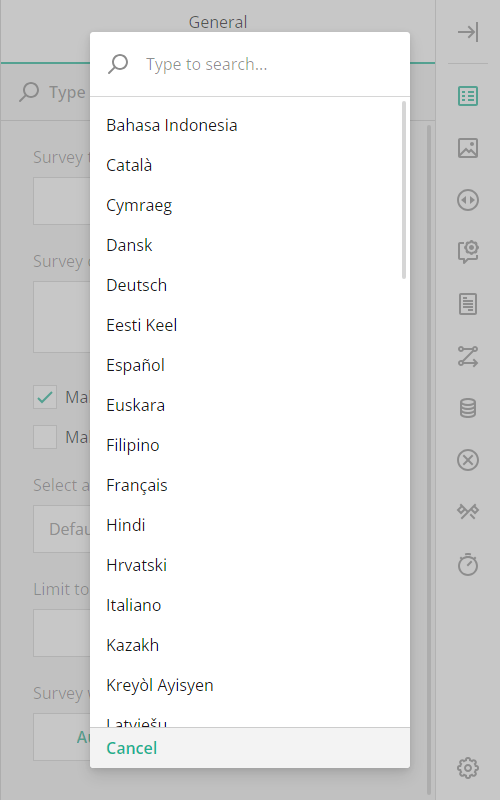 General
Type
Type to search...
Survey
Survey
Bahasa Indonesia
Català
Cymraeg
Dansk
Deutsch
Eesti Keel
Español
Euskara
Filipino
Français
Hindi
Hrvatski
Italiano
Kazakh
Kreyòl Ayisyen
Latviešu
Select a
Limit to
Survey
Cancel